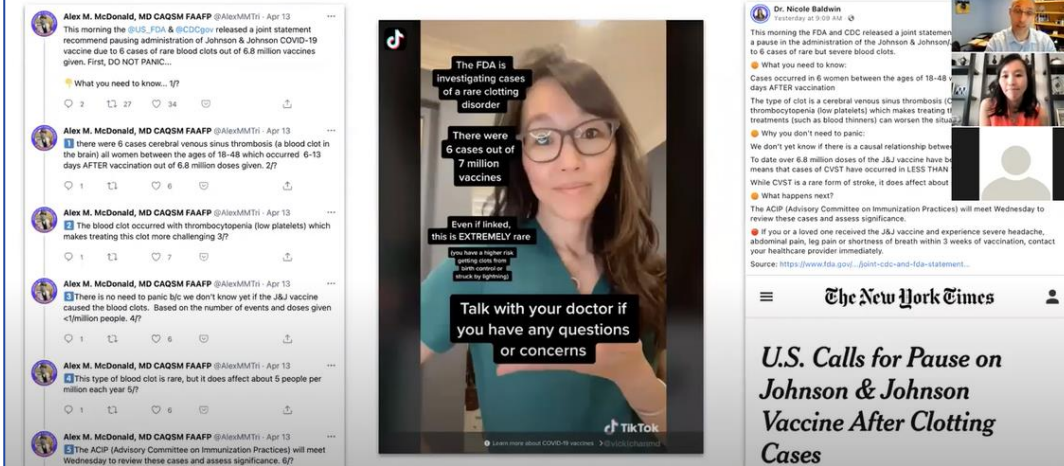 Alex M. McDonald, MD CAQSM FAAFP @AlexMMTri · Apr 13
This morning the @US_FDA & @CDCgov released a joint statement
recommend pausing administration of Johnson & Johnson COVID-19
vaccine due to 6 cases of rare blood clots out of 6.8 million vaccines
given. First, DO NOT PANIC...
What you need to know... 1/?
2 27 34
Alex M. McDonald, MD CAQSM FAAFP @AlexMMTri · Apr 13
1 there were 6 cases cerebral venous sinus thrombosis (a blood clot in
the brain) all women between the ages of 18-48 which occurred 6-13
days AFTER vaccination out of 6.8 million doses given. 2/?
1 6
Alex M. McDonald, MD CAQSM FAAFP @AlexMMTri · Apr 13
2 The blood clot occurred with thrombocytopenia (low platelets) which
makes treating this clot more challenging 3/?
1 7
Alex M. McDonald, MD CAQSM FAAFP @AlexMMTri · Apr 13
3 There is no need to panic b/c we don't know yet if the J&J vaccine
caused the blood clots. Based on the number of events and doses given
<1/million people. 4/?
1 6
Alex M. McDonald, MD CAQSM FAAFP @AlexMMTri · Apr 13
4 This type of blood clot is rare, but it does affect about 5 people per
million each year 5/?
1 6
Alex M. McDonald, MD CAQSM FAAFP @AlexMMTri · Apr 13
5 The ACIP (Advisory Committee on Immunization Practices) will meet
Wednesday to review these cases and assess significance. 6/?
The FDA is
investigating cases
of a rare clotting
disorder
There were
6 cases out of
7 million
vaccines
Even if linked,
this is EXTREMELY rare
(you have a higher risk
getting clots from
birth control or
struck by lightning)
Talk with your doctor if
you have any questions
or concerns
TikTok
Learn more about COVID-19 vaccines > @vickichanmd
Dr. Nicole Baldwin
Yesterday at 9:09 AM
This morning the FDA and CDC released a joint statemen
a pause in the administration of the Johnson & Johnson/
to 6 cases of rare but severe blood clots.
What you need to know:
Cases occurred in 6 women between the ages of 18-48
days AFTER vaccination
The type of clot is a cerebral venous sinus thrombosis (C
thrombocytopenia (low platelets) which makes treating th
treatments (such as blood thinners) can worsen the situa
Why you don't need to panic:
We don't yet know if there is a causal relationship betwee
To date over 6.8 million doses of the J&J vaccine have be
means that cases of CVST have occurred in LESS THAN
While CVST is a rare form of stroke, it does affect about
What happens next?
The ACIP (Advisory Committee on Immunization Practices) will meet Wednesday to
review these cases and assess significance.
If you or a loved one received the J&J vaccine and experience severe headache,
abdominal pain, leg pain or shortness of breath within 3 weeks of vaccination, contact
your healthcare provider immediately.
Source: https://www.fda.gov/.../joint-cdc-and-fda-statement...
The New York Times
U.S. Calls for Pause on
Johnson & Johnson
Vaccine After Clotting
Cases